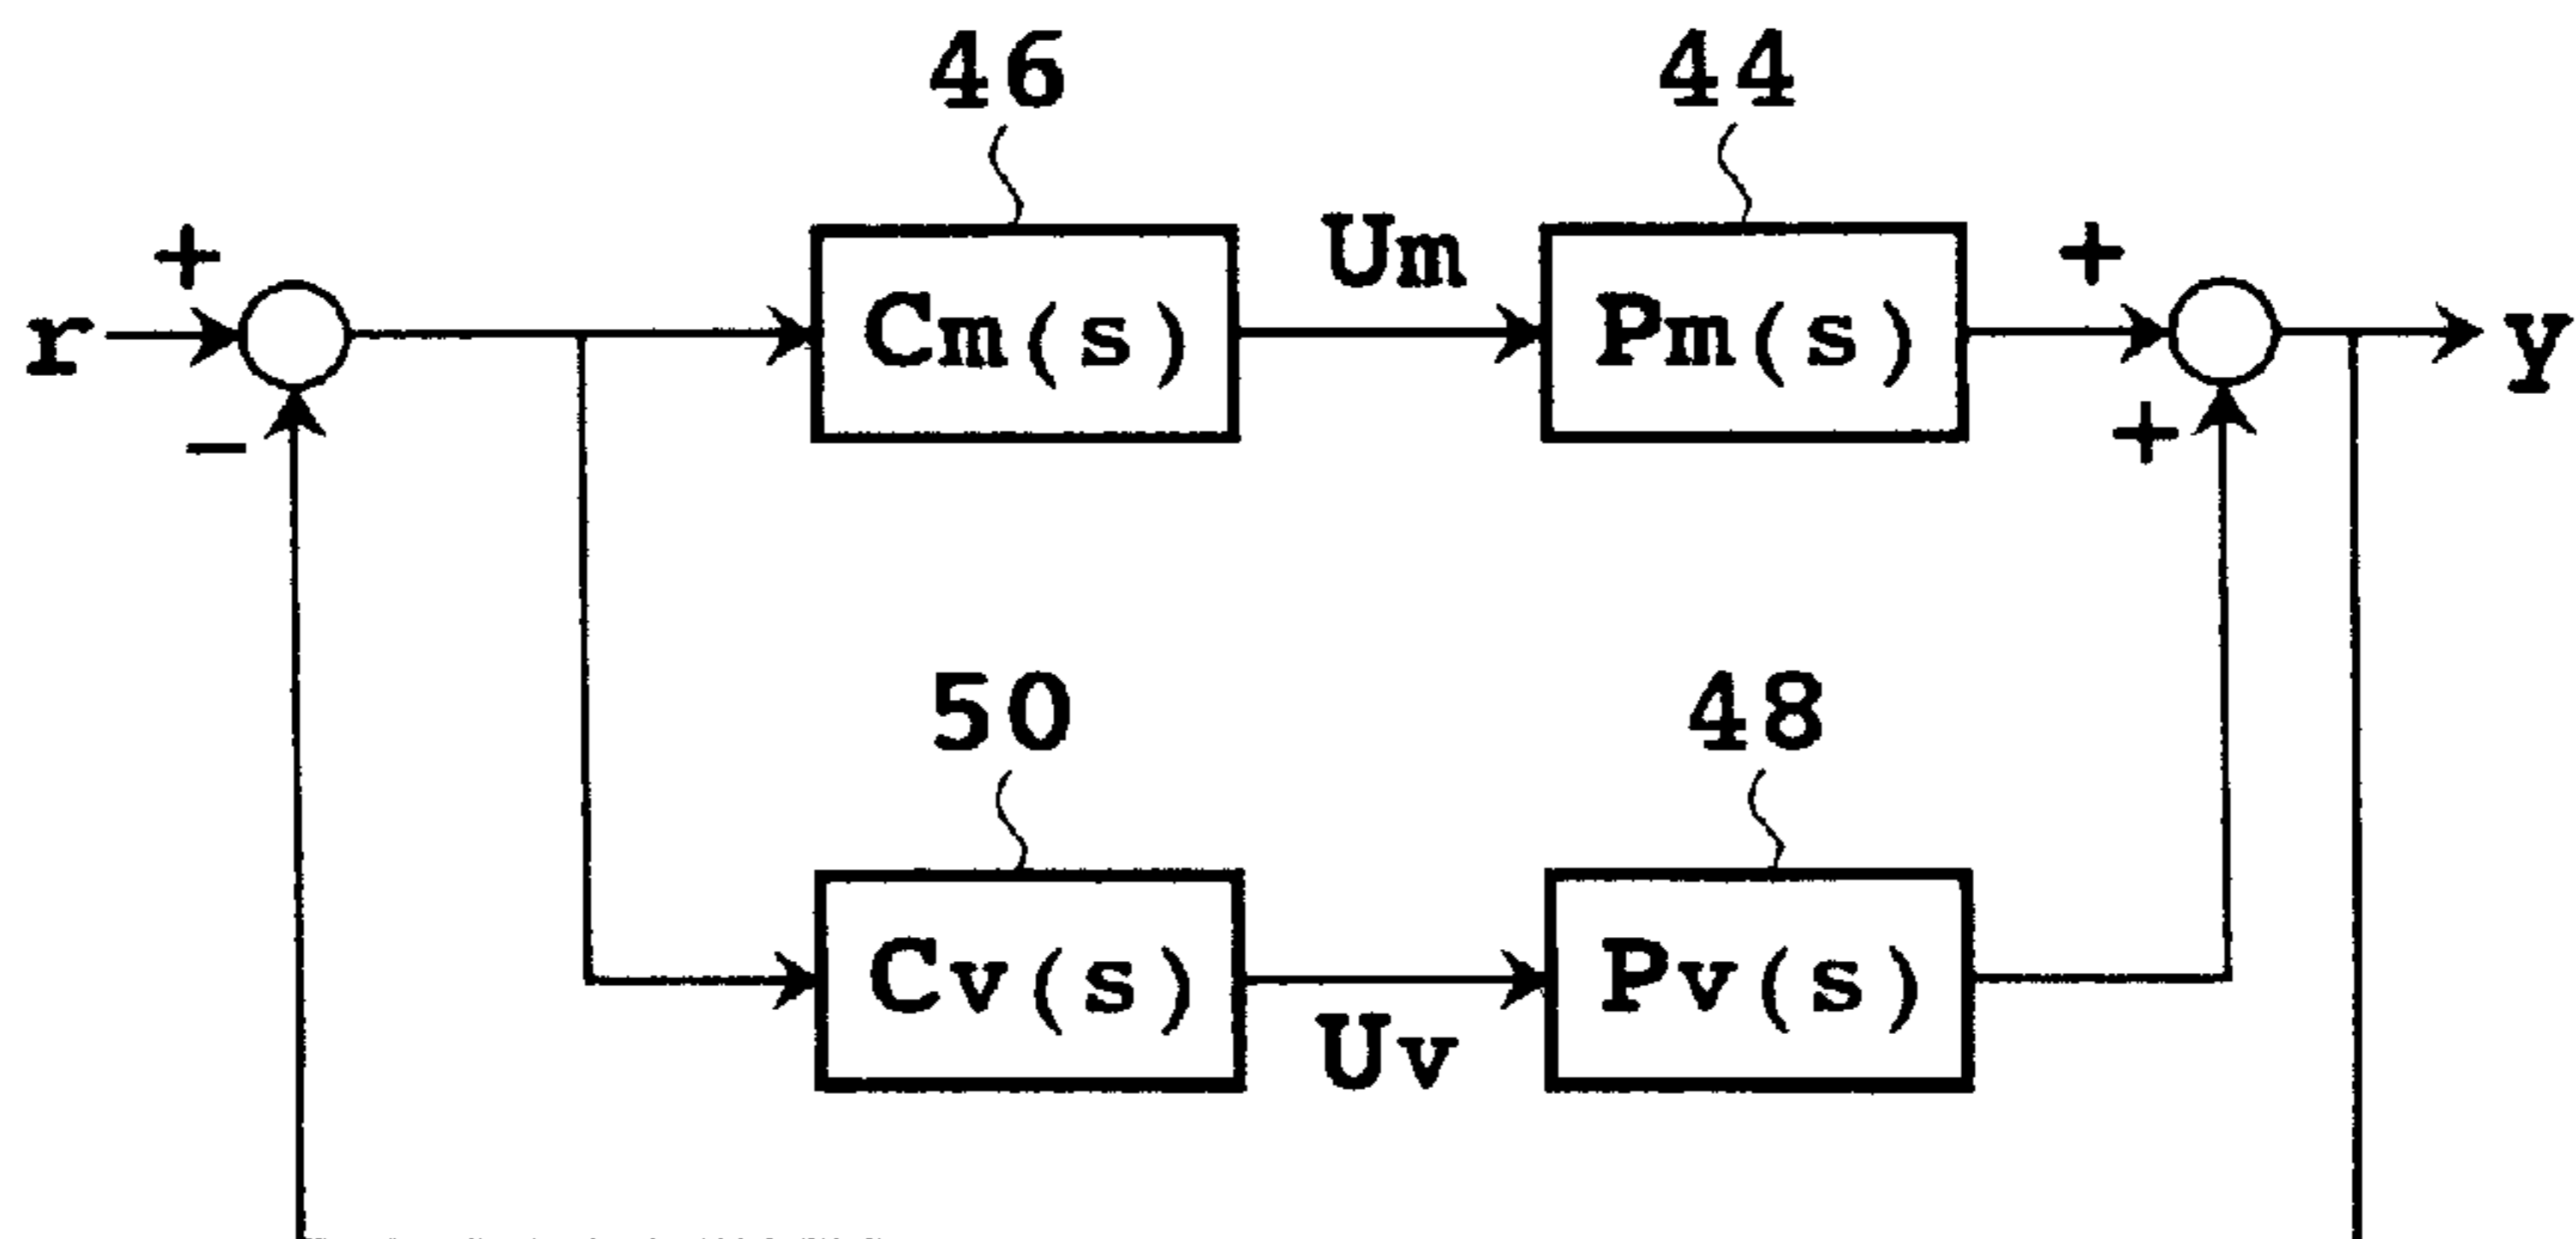 46 44
+ Um +
r Cm(s) Pm(s) y
− +
50 48
Cv(s) Pv(s)
Uv